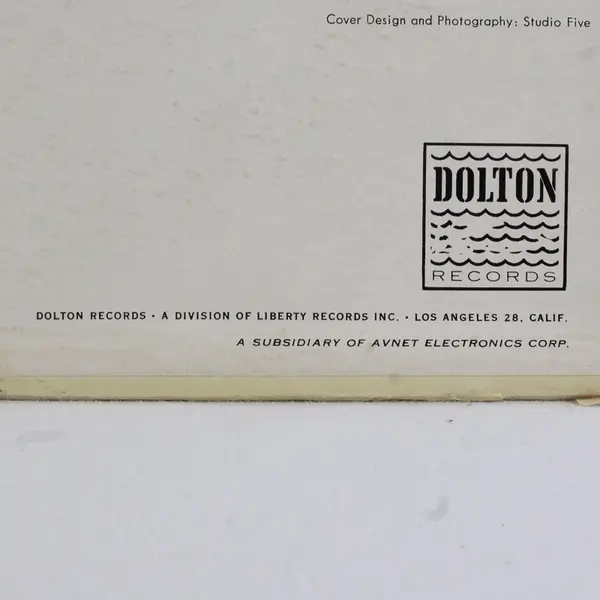 Cover Design and Photography: Studio Five
DOLTON
RECORDS
DOLTON RECORDS • A DIVISION OF LIBERTY RECORDS INC. • LOS ANGELES 28, CALIF.
A SUBSIDIARY OF AVNET ELECTRONICS CORP.